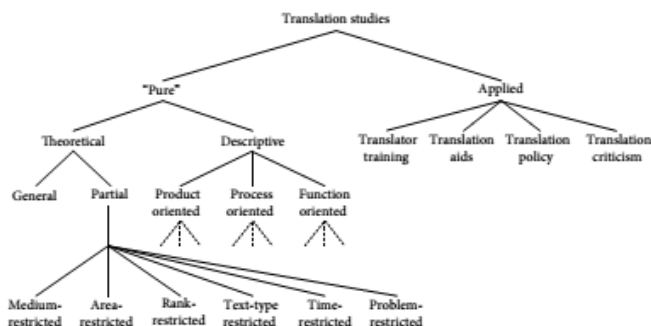 Translation studies
"Pure"
Applied
Theoretical
Descriptive
Translator training
Translation aids
Translation policy
Translation criticism
General
Partial
Product oriented
Process oriented
Function oriented
Medium-restricted
Area-restricted
Rank-restricted
Text-type restricted
Time-restricted
Problem-restricted